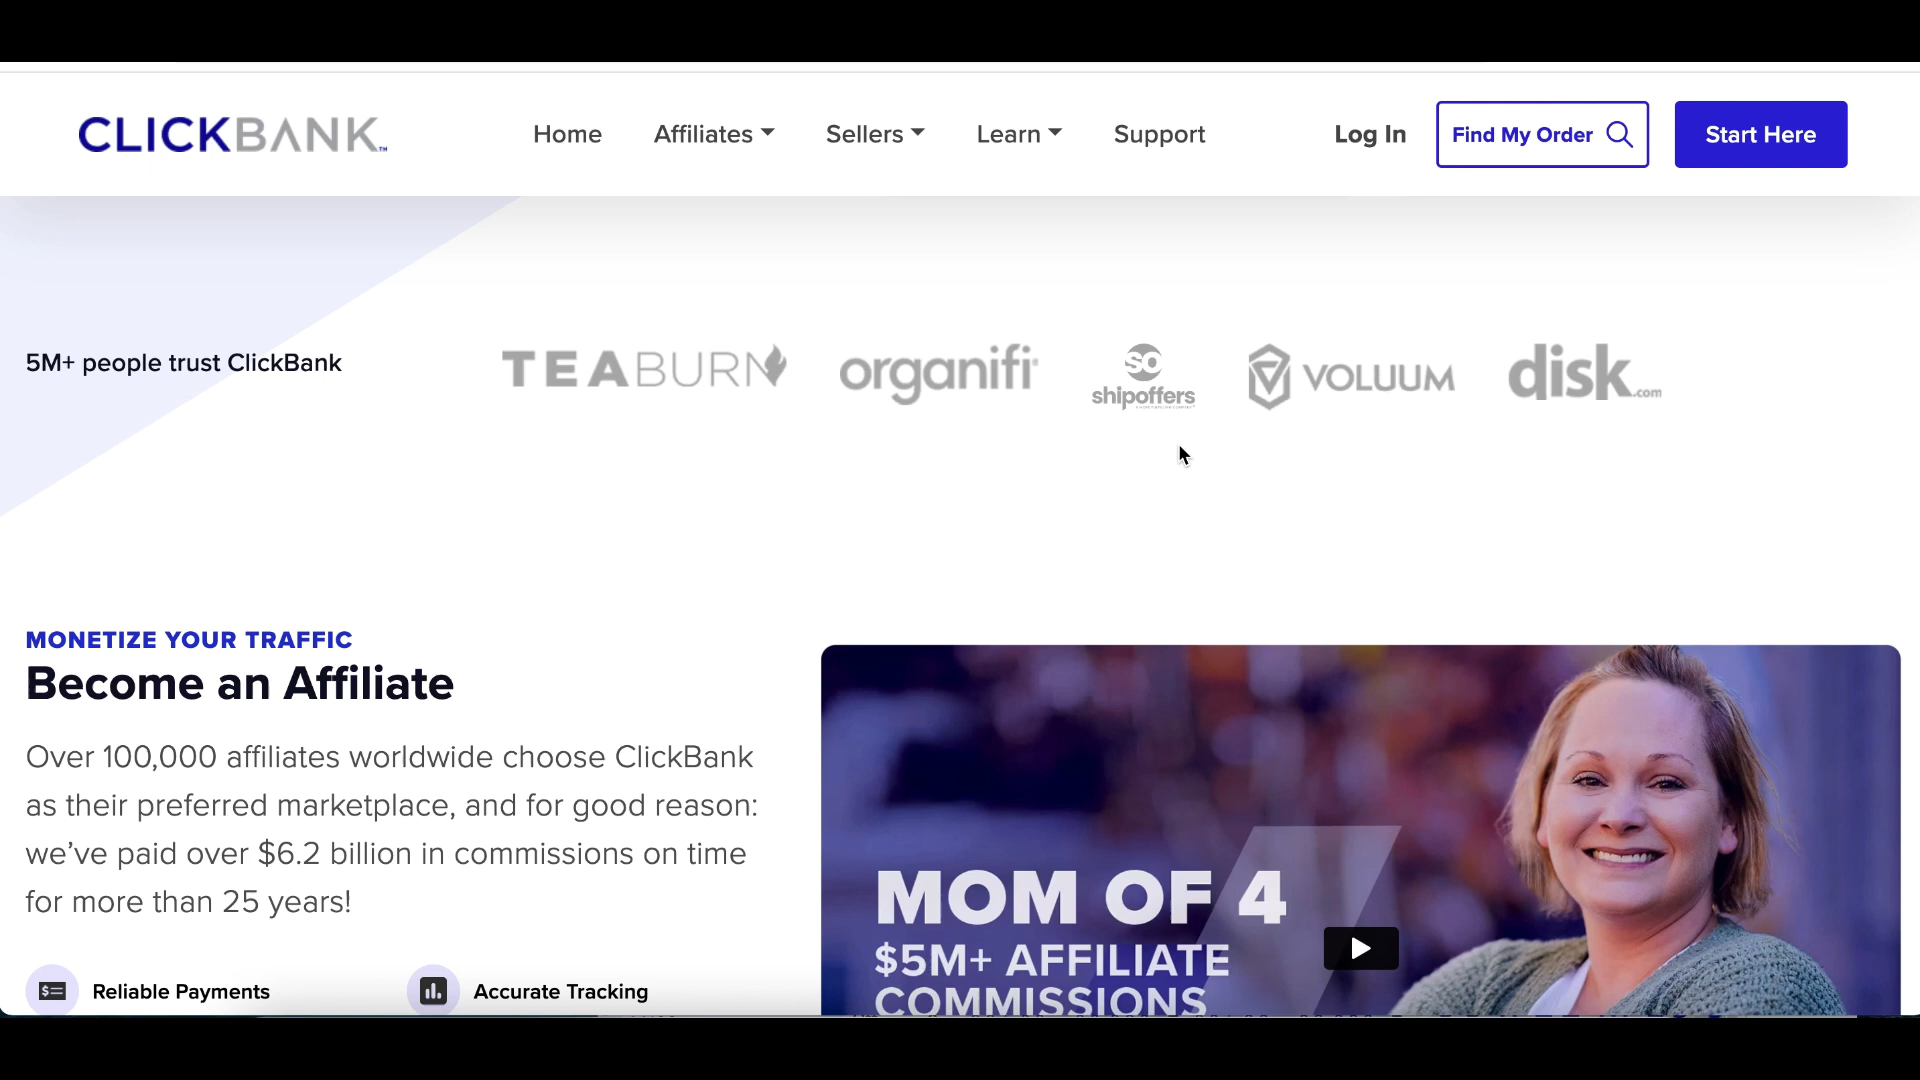 CLICKBANK™
Home
Affiliates
Sellers
Learn
Support
Log In
Find My Order
Start Here
5M+ people trust ClickBank
TEABURN
organifi
so
shipoffers
VOLUUM
disk.com
MONETIZE YOUR TRAFFIC
Become an Affiliate
Over 100,000 affiliates worldwide choose ClickBank
as their preferred marketplace, and for good reason:
we’ve paid over $6.2 billion in commissions on time
for more than 25 years!
Reliable Payments
Accurate Tracking
MOM OF 4
$5M+ AFFILIATE
COMMISSIONS